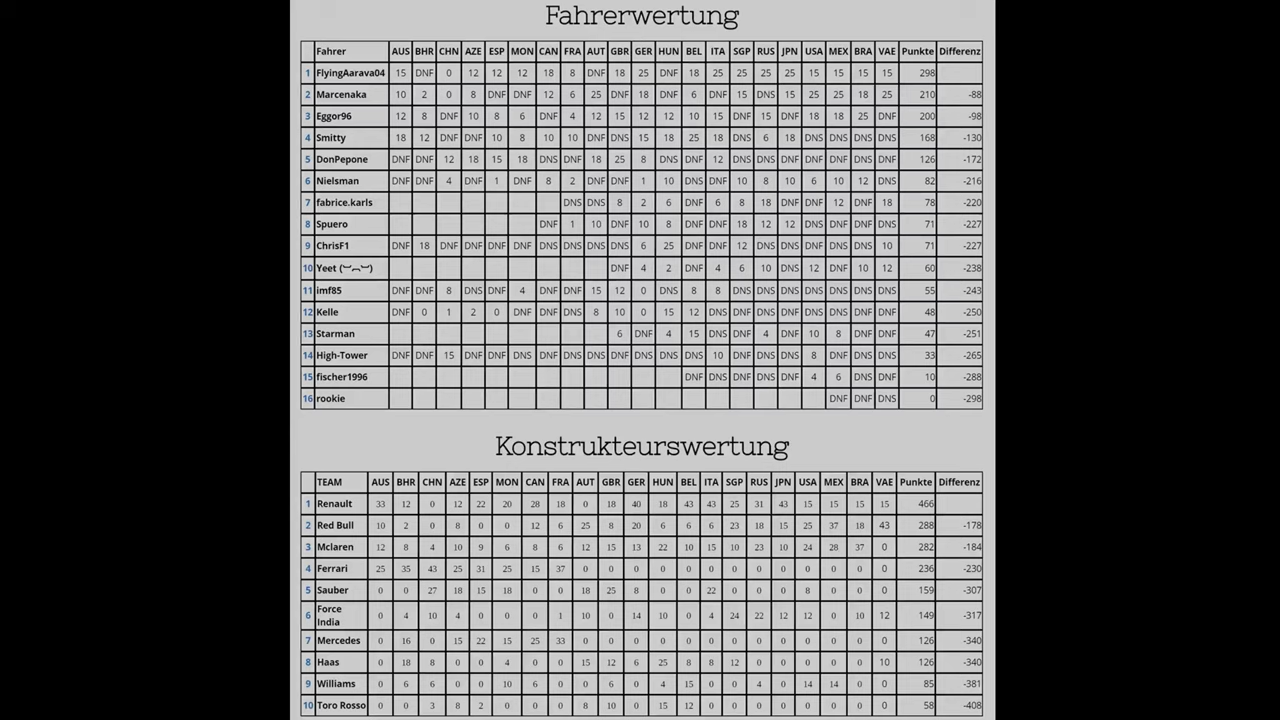 Fahrerwertung
Fahrer AUS BHR CHN AZE ESP MON CAN FRA AUT GBR GER HUN BEL ITA SGP RUS JPN USA MEX BRA VAE Punkte Differenz
1 FlyingAarava04 15 DNF 0 12 12 12 18 8 DNF 18 25 DNF 18 25 25 25 25 15 15 15 15 298
2 Marcenaka 10 2 0 8 DNF DNF 12 6 25 DNF 18 DNF 6 DNF 15 DNS 15 25 25 18 25 210 -88
3 Eggor96 12 8 DNF 10 8 6 DNF 4 12 15 12 12 10 15 DNF 15 DNF 18 18 25 DNF 200 -98
4 Smitty 18 12 DNF DNF 10 8 10 10 DNF DNS 15 18 25 18 DNS 6 18 DNS DNS DNS DNS 168 -130
5 DonPepone DNF DNF 12 18 15 18 DNS DNF 18 25 8 DNS DNF 12 DNF DNS DNF DNF DNF DNF DNF 126 -172
6 Nielsman DNF DNF 4 DNF 1 DNF 8 2 DNF DNF 1 10 DNS DNF 10 8 10 6 10 12 DNS 82 -216
7 fabrice.karls DNS DNS 8 2 6 DNF 6 8 18 DNF DNF 12 DNF 18 78 -220
8 Spuero DNF 1 10 DNF 10 8 DNF DNF 18 12 12 DNF DNF DNF DNF 71 -227
9 ChrisF1 DNF 18 DNF DNF DNF DNF DNS DNS DNS DNS 6 25 DNF DNF 12 DNS DNS DNS DNS DNS 10 71 -227
10 Yeet (︶︹︶) DNF 4 2 DNF 4 6 10 DNS 12 DNF 10 12 60 -238
11 imf85 DNF DNF 8 DNS DNF 4 DNF DNF 15 12 0 DNS 8 8 DNS DNS DNS DNS DNS DNS DNS 55 -243
12 Kelle DNF 0 1 2 0 DNF DNF DNS 8 10 0 15 12 DNS DNS DNS DNF DNS DNF DNF DNF 48 -250
13 Starman 6 DNF 4 15 DNS DNF 4 DNF 10 8 DNF DNF 47 -251
14 High-Tower DNF DNF 15 DNF DNF DNS DNF DNS DNS DNF DNS DNS DNS 10 DNF DNS DNS 8 DNF DNS DNS 33 -265
15 fischer1996 DNF DNS DNF DNS DNF 4 6 DNS DNF 10 -288
16 rookie DNF DNF DNS 0 -298
Konstrukteurswertung
TEAM AUS BHR CHN AZE ESP MON CAN FRA AUT GBR GER HUN BEL ITA SGP RUS JPN USA MEX BRA VAE Punkte Differenz
1 Renault 33 12 0 12 22 20 28 18 0 18 40 18 43 43 25 31 43 15 15 15 15 466
2 Red Bull 10 2 0 8 0 0 12 6 25 8 20 6 6 6 23 18 15 25 37 18 43 288 -178
3 Mclaren 12 8 4 10 9 6 8 6 12 15 13 22 10 15 10 23 10 24 28 37 0 282 -184
4 Ferrari 25 35 43 25 31 25 15 37 0 0 0 0 0 0 0 0 0 0 0 0 0 236 -230
5 Sauber 0 0 27 18 15 18 0 0 18 25 8 0 0 22 0 0 0 8 0 0 0 159 -307
6 Force India 0 4 10 4 0 0 0 1 10 0 14 10 0 4 24 22 12 12 0 10 12 149 -317
7 Mercedes 0 16 0 15 22 15 25 33 0 126 -340
8 Haas 0 18 8 0 0 4 0 0 15 12 6 25 8 8 12 0 0 0 0 0 10 126 -340
9 Williams 0 6 6 0 0 10 6 0 0 6 0 4 15 0 0 4 0 14 14 0 0 85 -381
10 Toro Rosso 0 0 3 8 2 0 0 0 8 10 0 15 12 0 0 0 0 0 0 0 0 58 -408